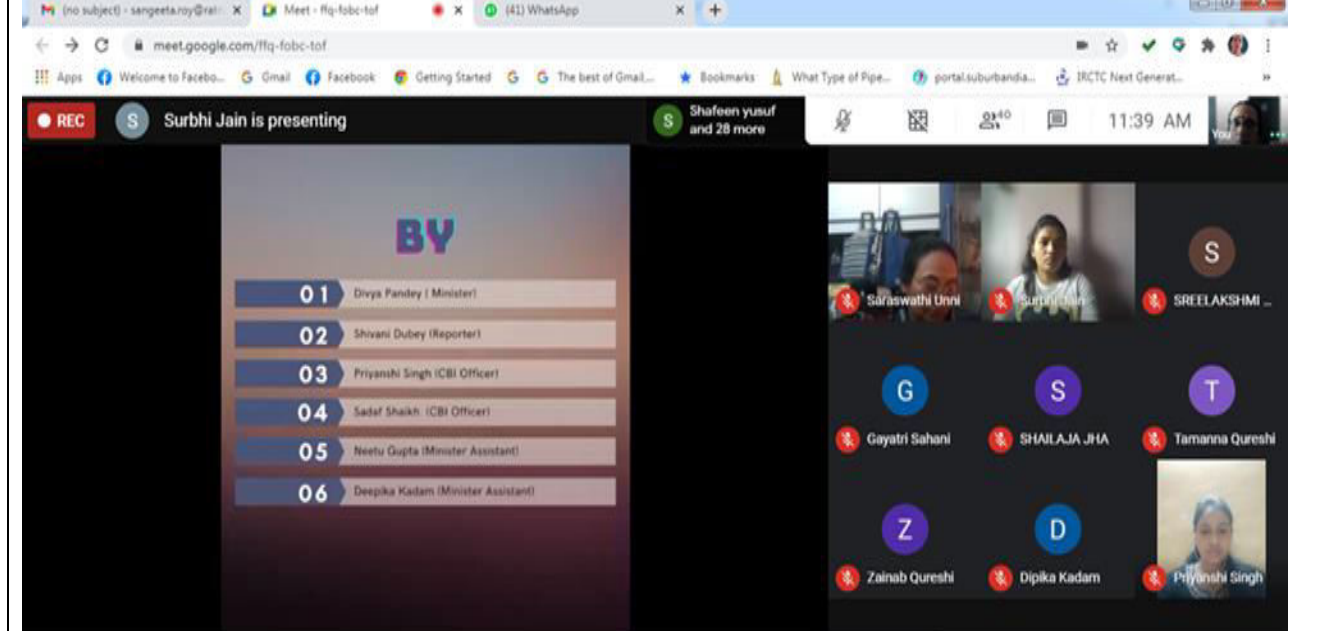 (no subject) - sangeeta.roy@rat
Meet - ffq-fobc-tof
(41) WhatsApp
meet.google.com/ffq-fobc-tof
Apps
Welcome to Facebo...
Gmail
Facebook
Getting Started
The best of Gmail...
Bookmarks
What Type of Pipe...
portal.suburbandia...
IRCTC Next Generat...
REC
S
Surbhi Jain is presenting
S
Shafeen yusuf
and 28 more
40
11:39 AM
You
BY
01 Divya Pandey ( Minister)
02 Shivani Dubey (Reporter)
03 Priyanshi Singh (CBI Officer)
04 Sadaf Shaikh (CBI Officer)
05 Neetu Gupta (Minister Assistant)
06 Deepika Kadam (Minister Assistant)
Saraswathi Unni
Surbhi Jain
S
SREELAKSHMI ...
G
Gayatri Sahani
S
SHAILAJA JHA
T
Tamanna Qureshi
Z
Zainab Qureshi
D
Dipika Kadam
Priyanshi Singh